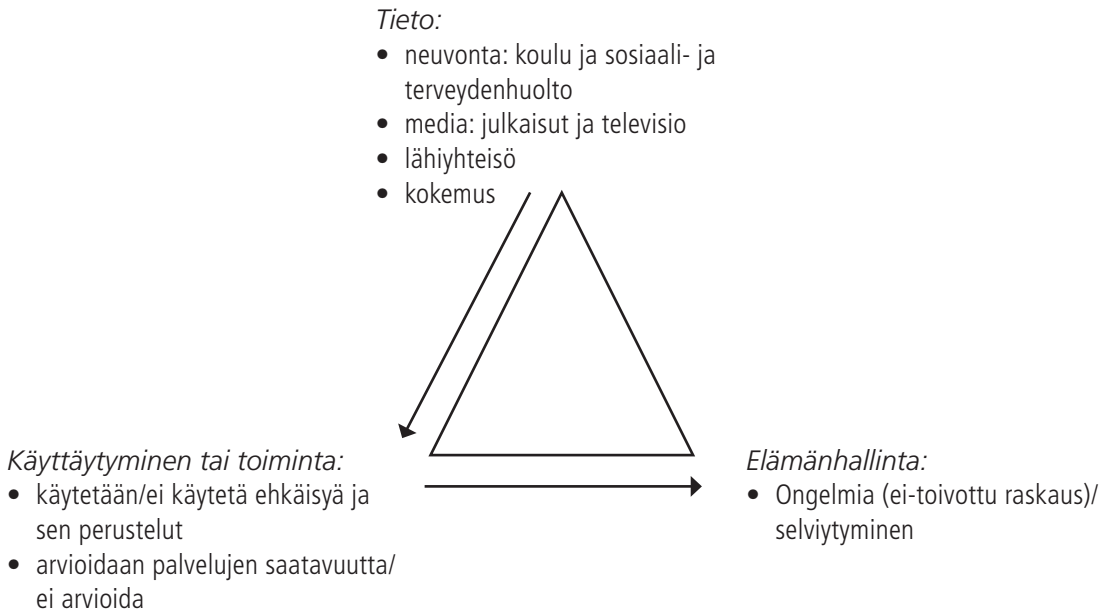 Tieto:
• neuvonta: koulu ja sosiaali- ja
terveydenhuolto
• media: julkaisut ja televisio
• lähiyhteisö
• kokemus
Käyttäytyminen tai toiminta:
• käytetään/ei käytetä ehkäisyä ja
sen perustelut
• arvioidaan palvelujen saatavuutta/
ei arvioida
Elämänhallinta:
• Ongelmia (ei-toivottu raskaus)/
selviytyminen